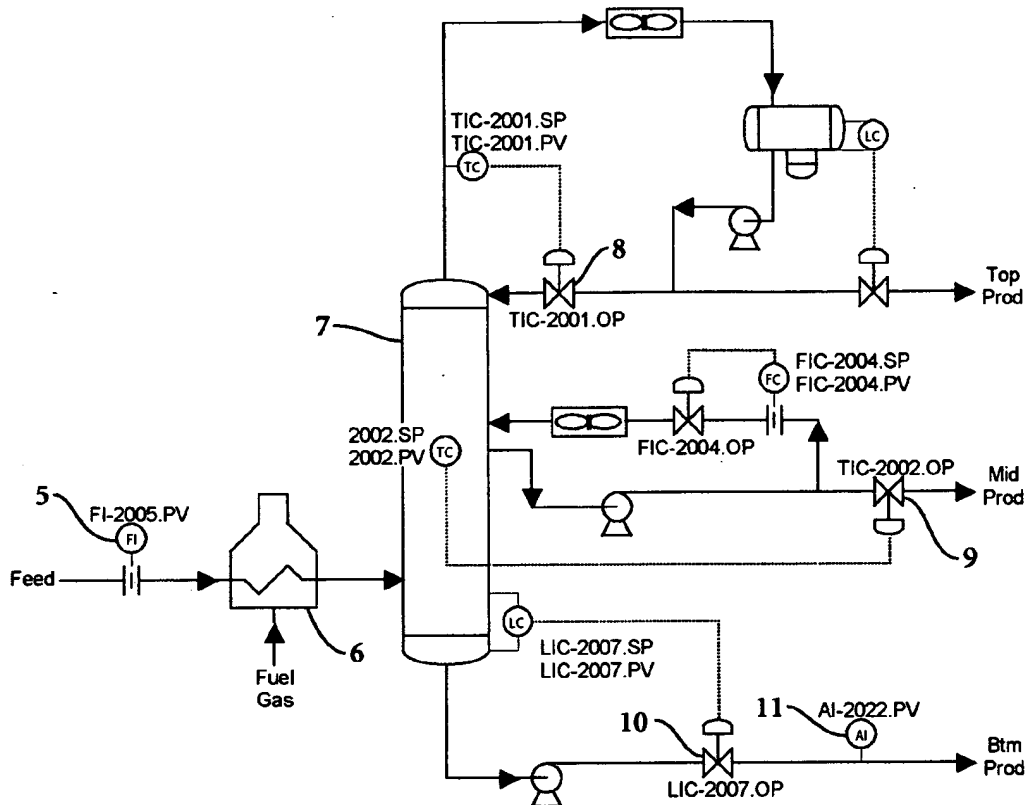 TIC-2001.SP
TIC-2001.PV
TC
LC
8
Top
Prod
TIC-2001.OP
7
FIC-2004.SP
FIC-2004.PV
FC
2002.SP
2002.PV
TC
FIC-2004.OP
TIC-2002.OP
Mid
Prod
9
5
FI-2005.PV
FI
Feed
6
Fuel
Gas
LC
LIC-2007.SP
LIC-2007.PV
10
11
AI-2022.PV
AI
LIC-2007.OP
Btm
Prod